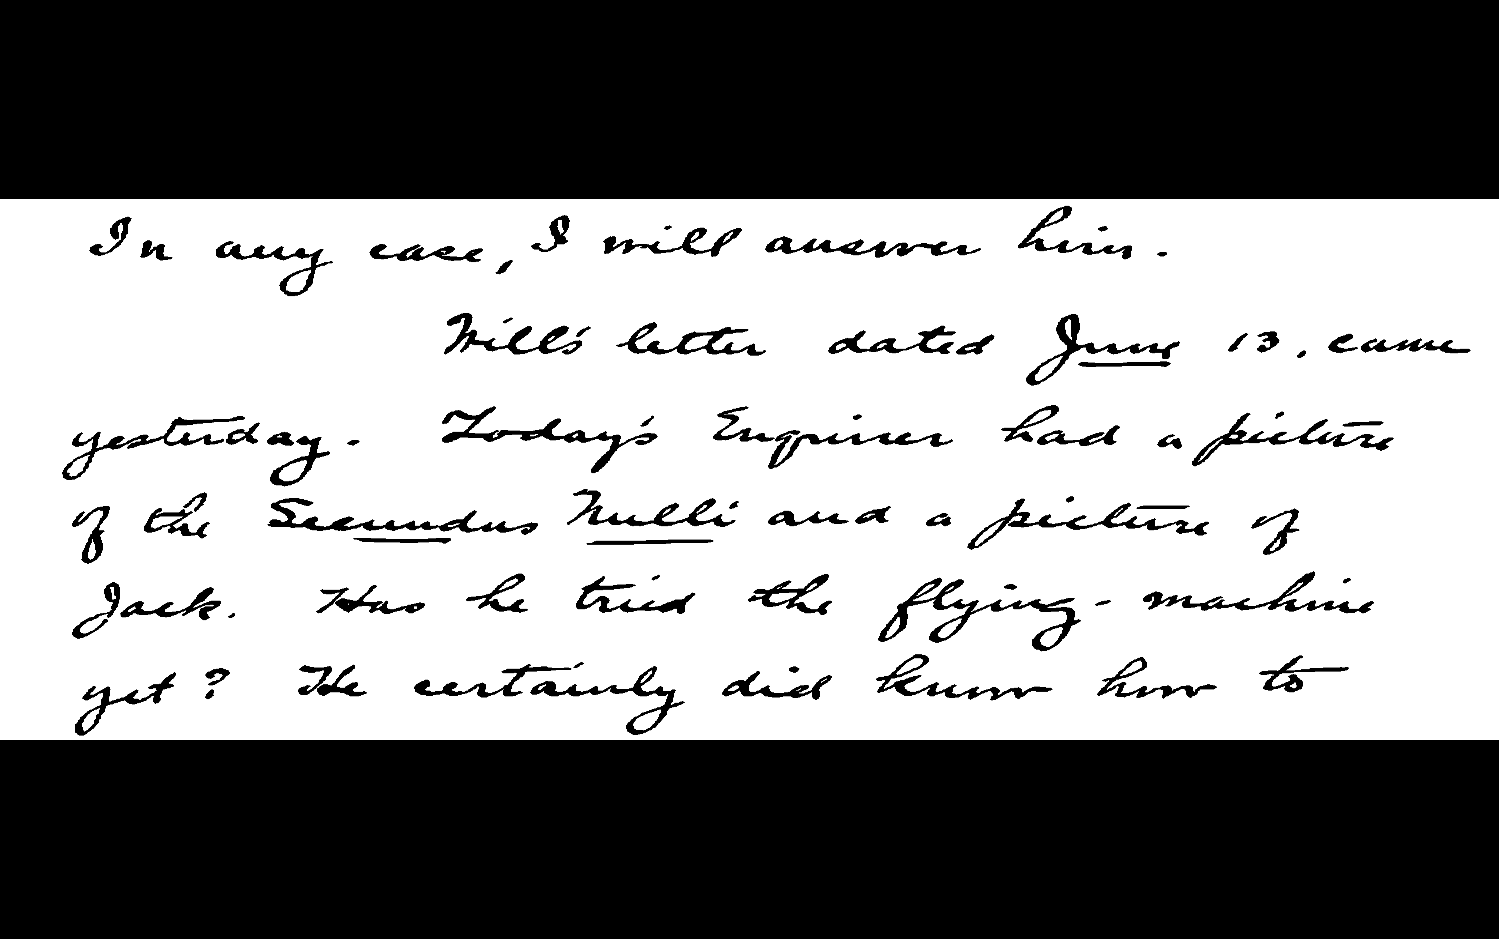 In any case, I will answer him.
Will's letter dated June 13, came
yesterday. Today's Enquirer had a picture
of the Secundus Nulli and a picture of
Jack. Has he tried the flying-machine
yet? He certainly did know how to